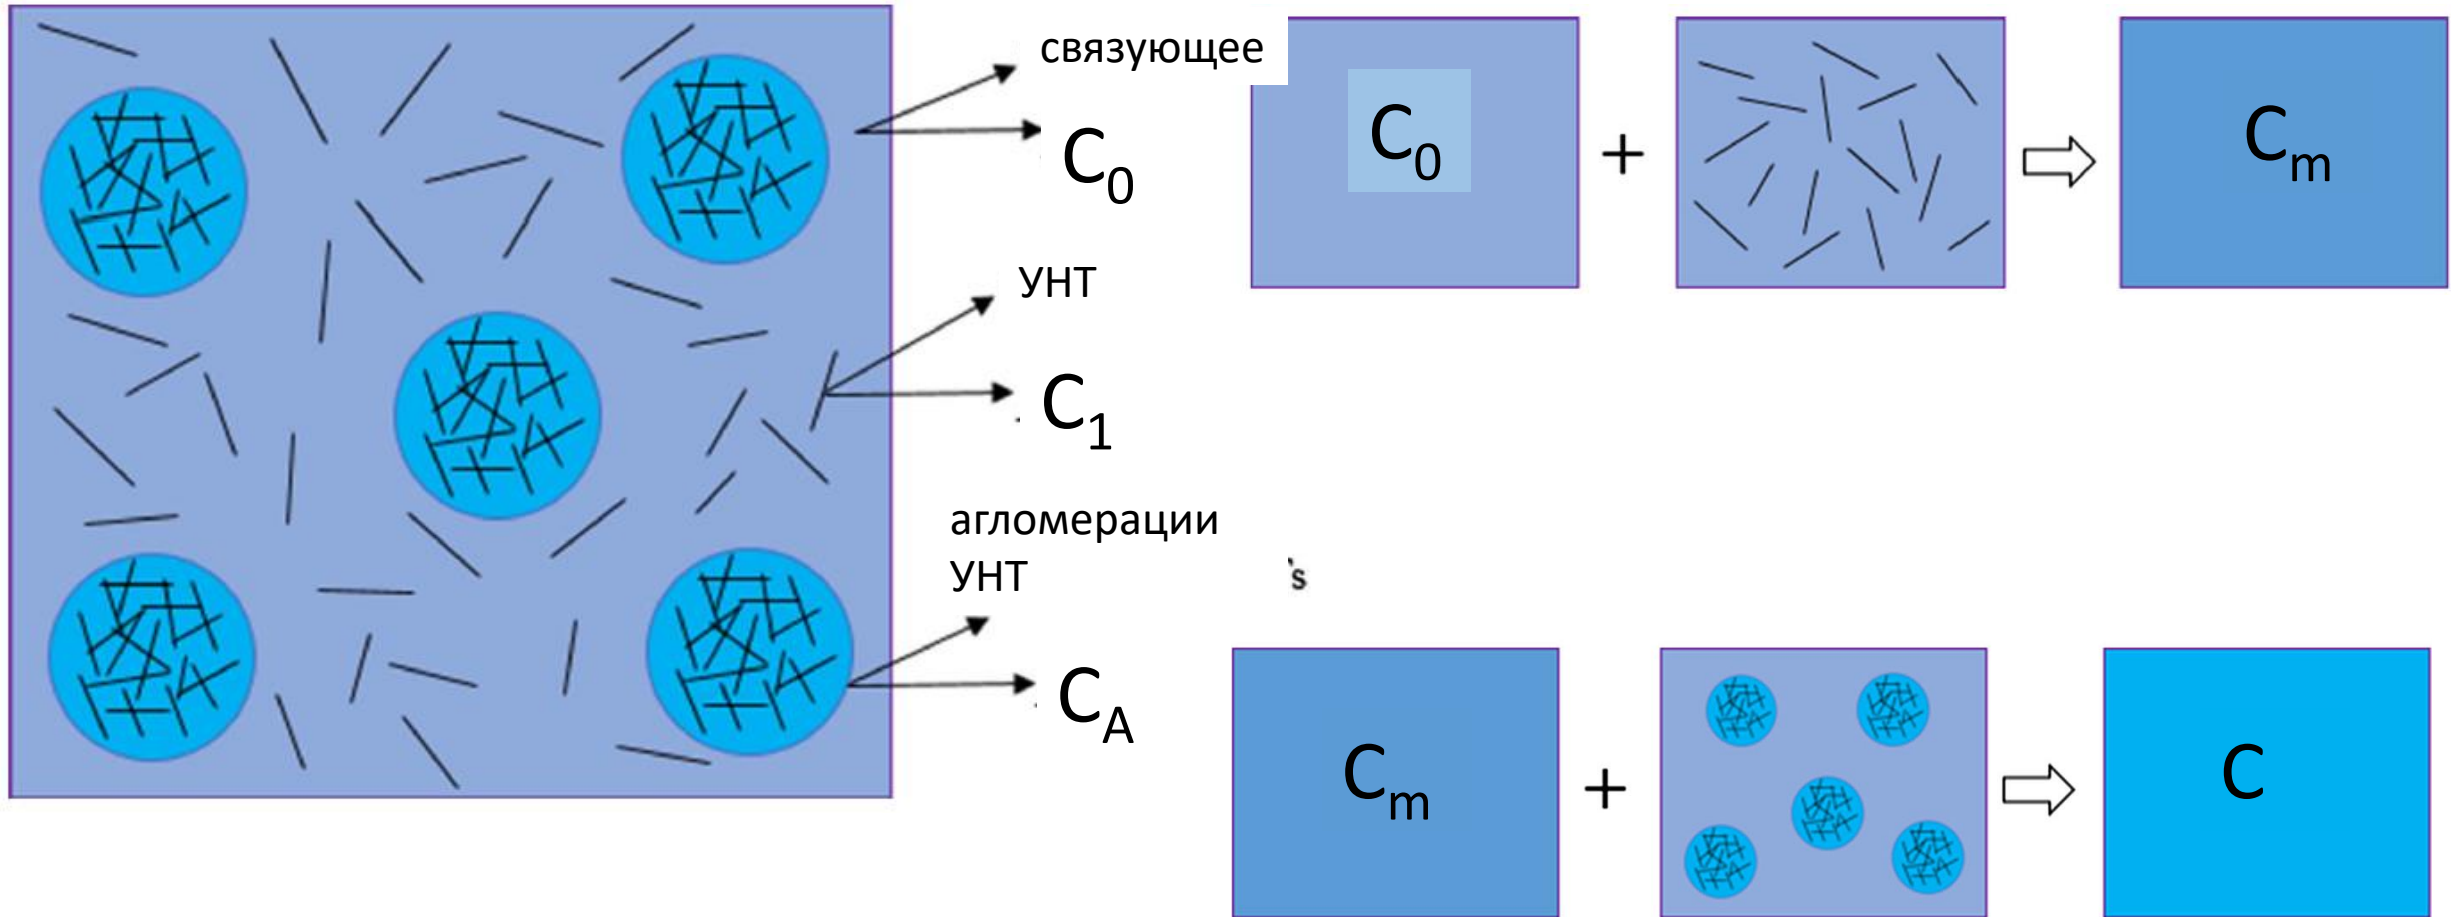 связующее
C0
УНТ
C1
агломерации
УНТ
CA
C0
+
Cm
's
Cm
+
C